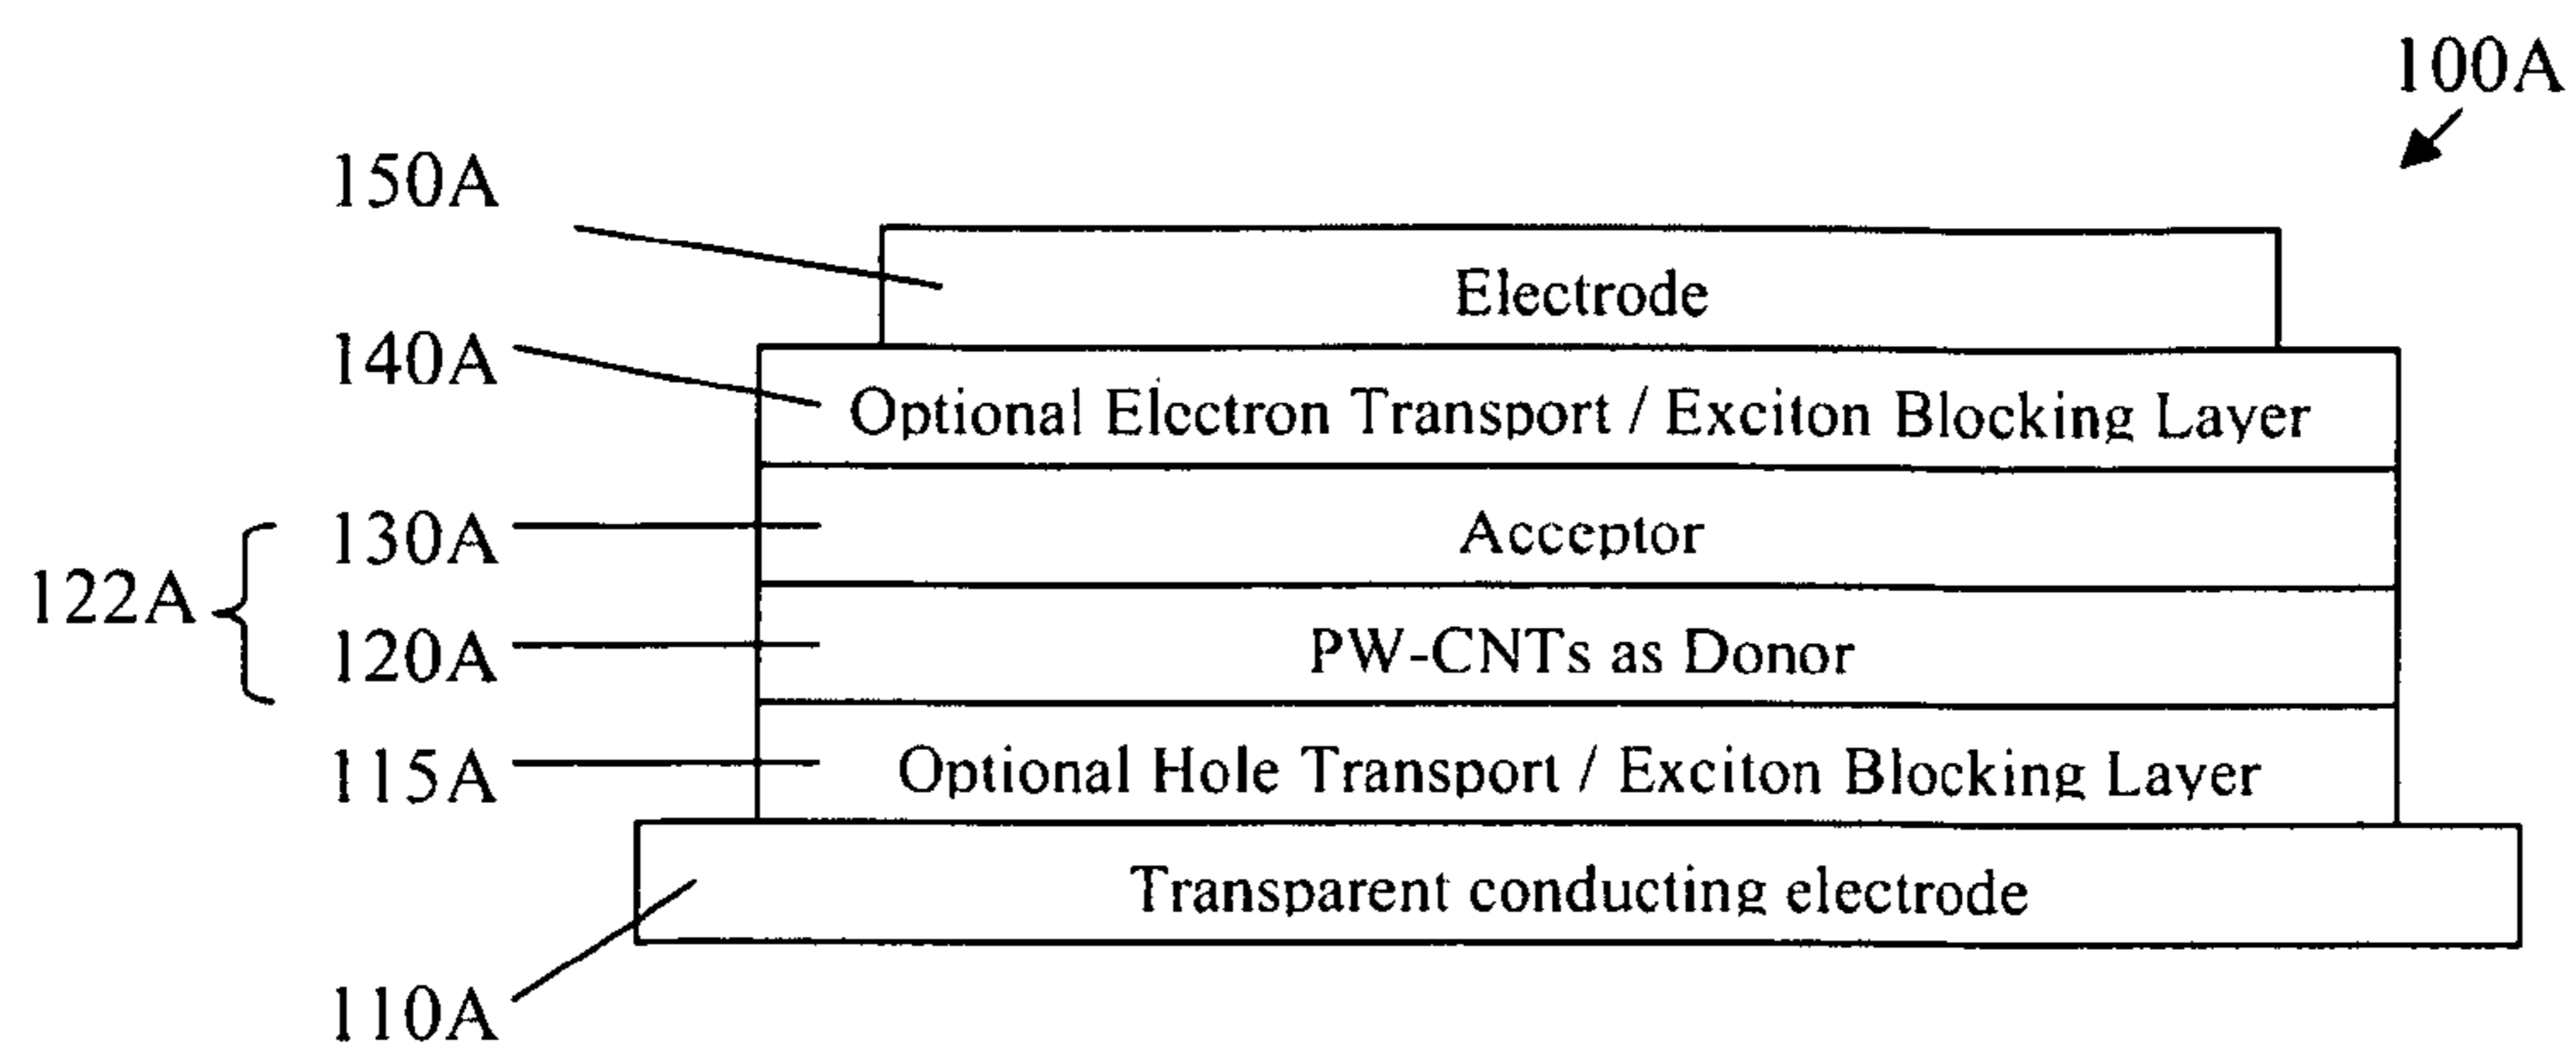 100A
150A
Electrode
140A
Optional Electron Transport / Exciton Blocking Layer
130A
Acceptor
122A
120A
PW-CNTs as Donor
115A
Optional Hole Transport / Exciton Blocking Layer
Transparent conducting electrode
110A